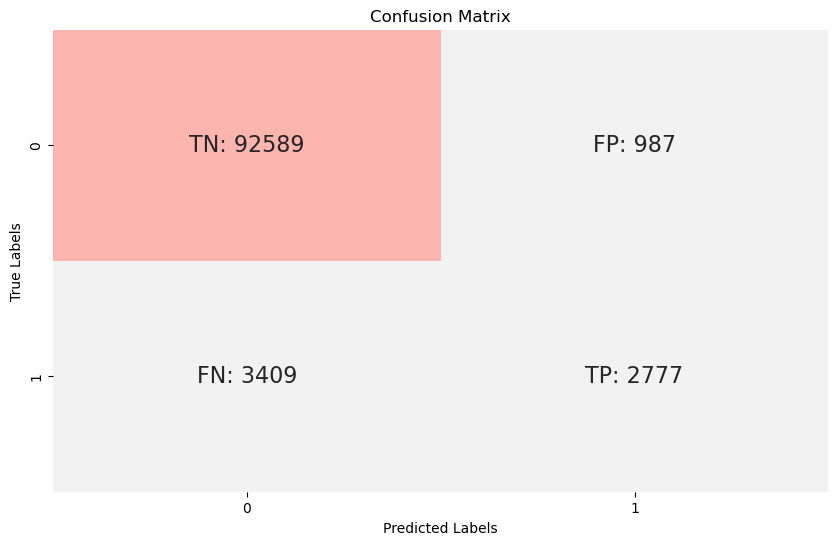 Confusion Matrix
True Labels
0
TN: 92589
FP: 987
1
FN: 3409
TP: 2777
0
1
Predicted Labels